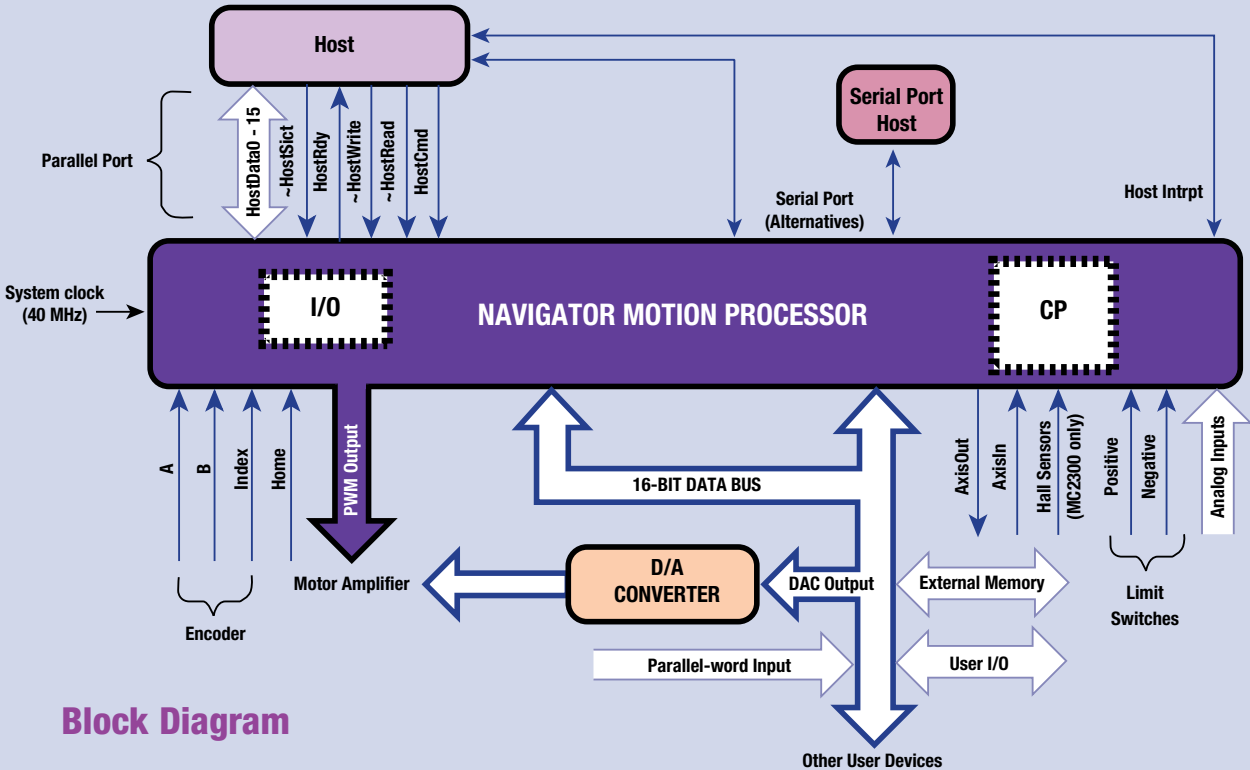 Host
Serial Port
Host
Parallel Port
HostData0 - 15
~HostSlct
HostRdy
~HostWrite
~HostRead
HostCmd
Serial Port
(Alternatives)
Host Intrpt
System clock
(40 MHz)
I/O
NAVIGATOR MOTION PROCESSOR
CP
A
B
Index
Home
PWM Output
16-BIT DATA BUS
AxisOut
AxisIn
Hall Sensors
(MC2300 only)
Positive
Negative
Analog Inputs
Encoder
Motor Amplifier
D/A
CONVERTER
DAC Output
External Memory
Limit
Switches
Parallel-word Input
User I/O
Block Diagram
Other User Devices